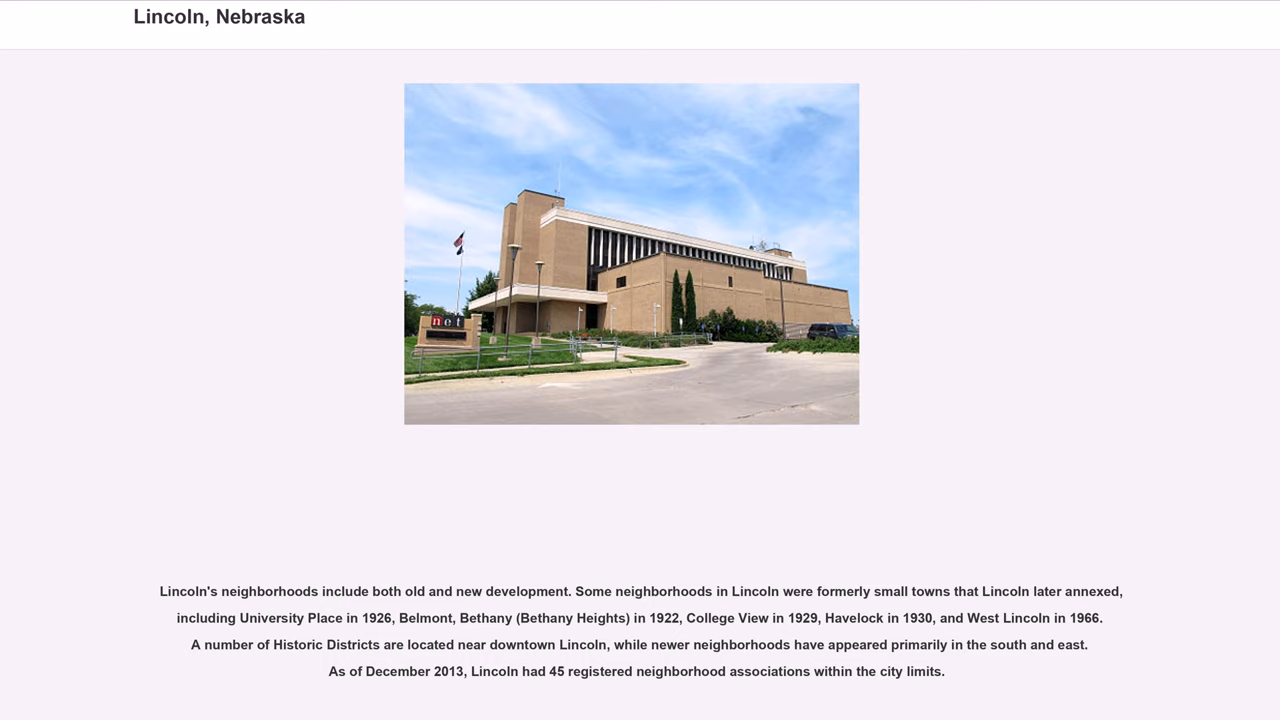 Lincoln, Nebraska
net
Lincoln's neighborhoods include both old and new development. Some neighborhoods in Lincoln were formerly small towns that Lincoln later annexed,
including University Place in 1926, Belmont, Bethany (Bethany Heights) in 1922, College View in 1929, Havelock in 1930, and West Lincoln in 1966.
A number of Historic Districts are located near downtown Lincoln, while newer neighborhoods have appeared primarily in the south and east.
As of December 2013, Lincoln had 45 registered neighborhood associations within the city limits.